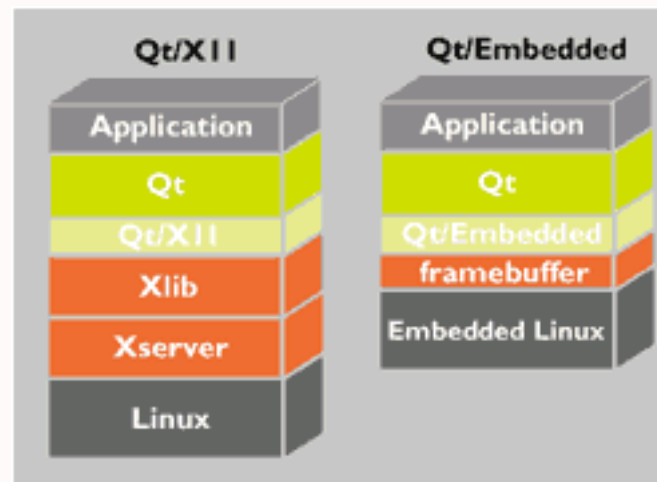 Qt/X11
Application
Qt
Qt/X11
Xlib
Xserver
Linux
Qt/Embedded
Application
Qt
Qt/Embedded
framebuffer
Embedded Linux